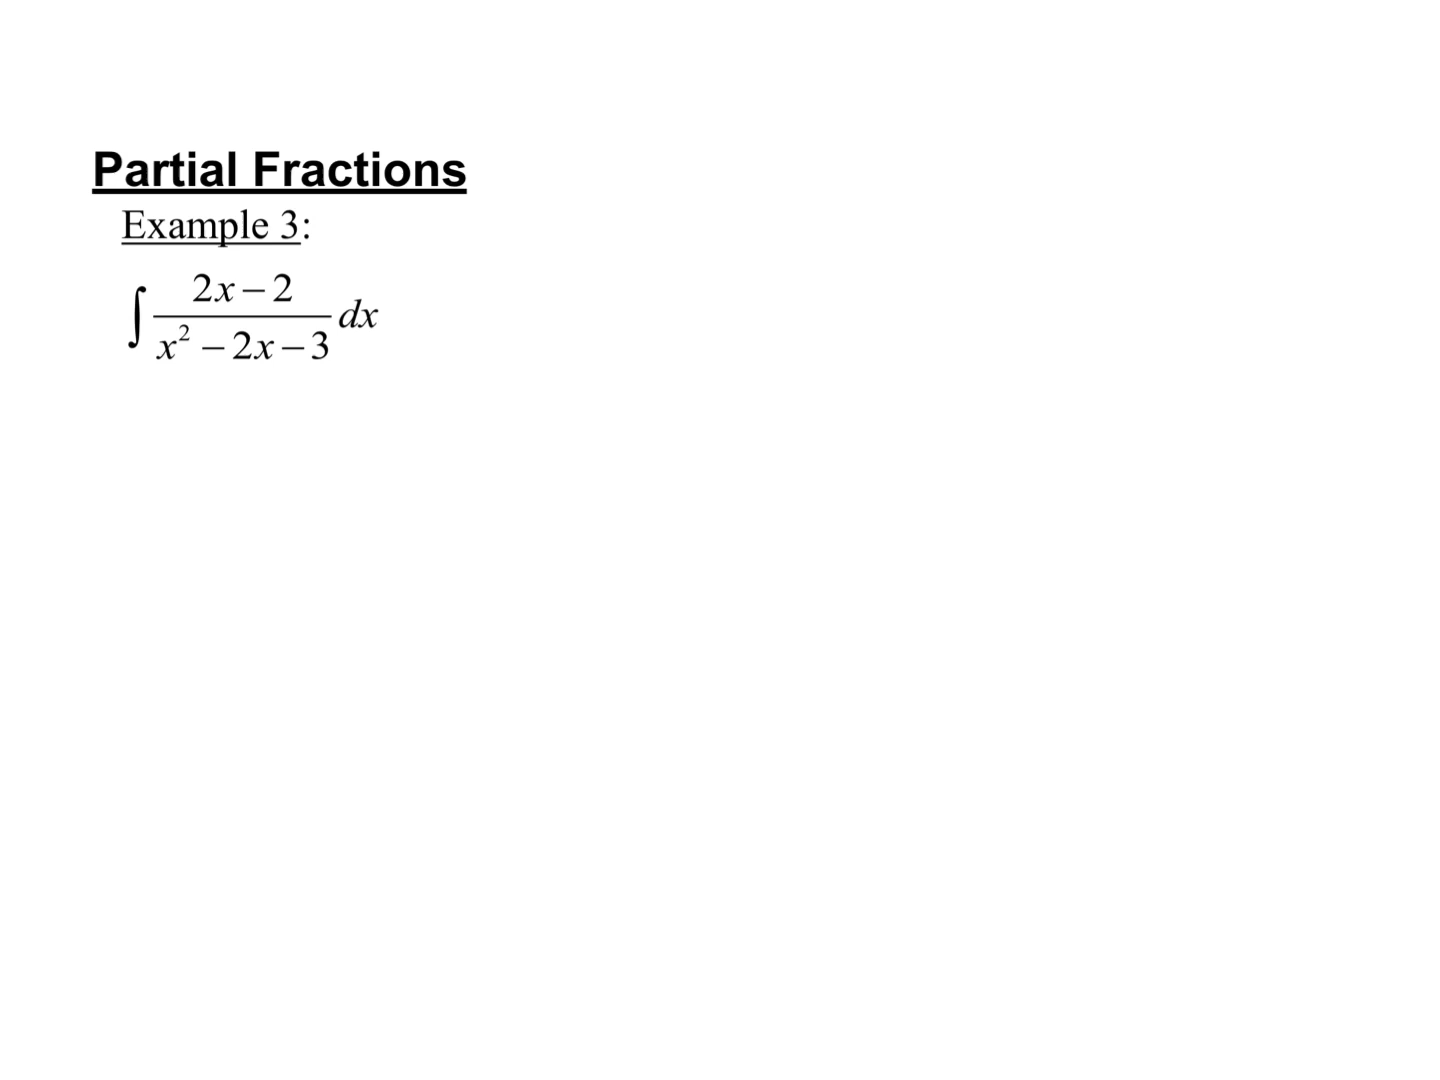 Partial Fractions
Example 3:
∫ (2x − 2)/(x² − 2x − 3) dx